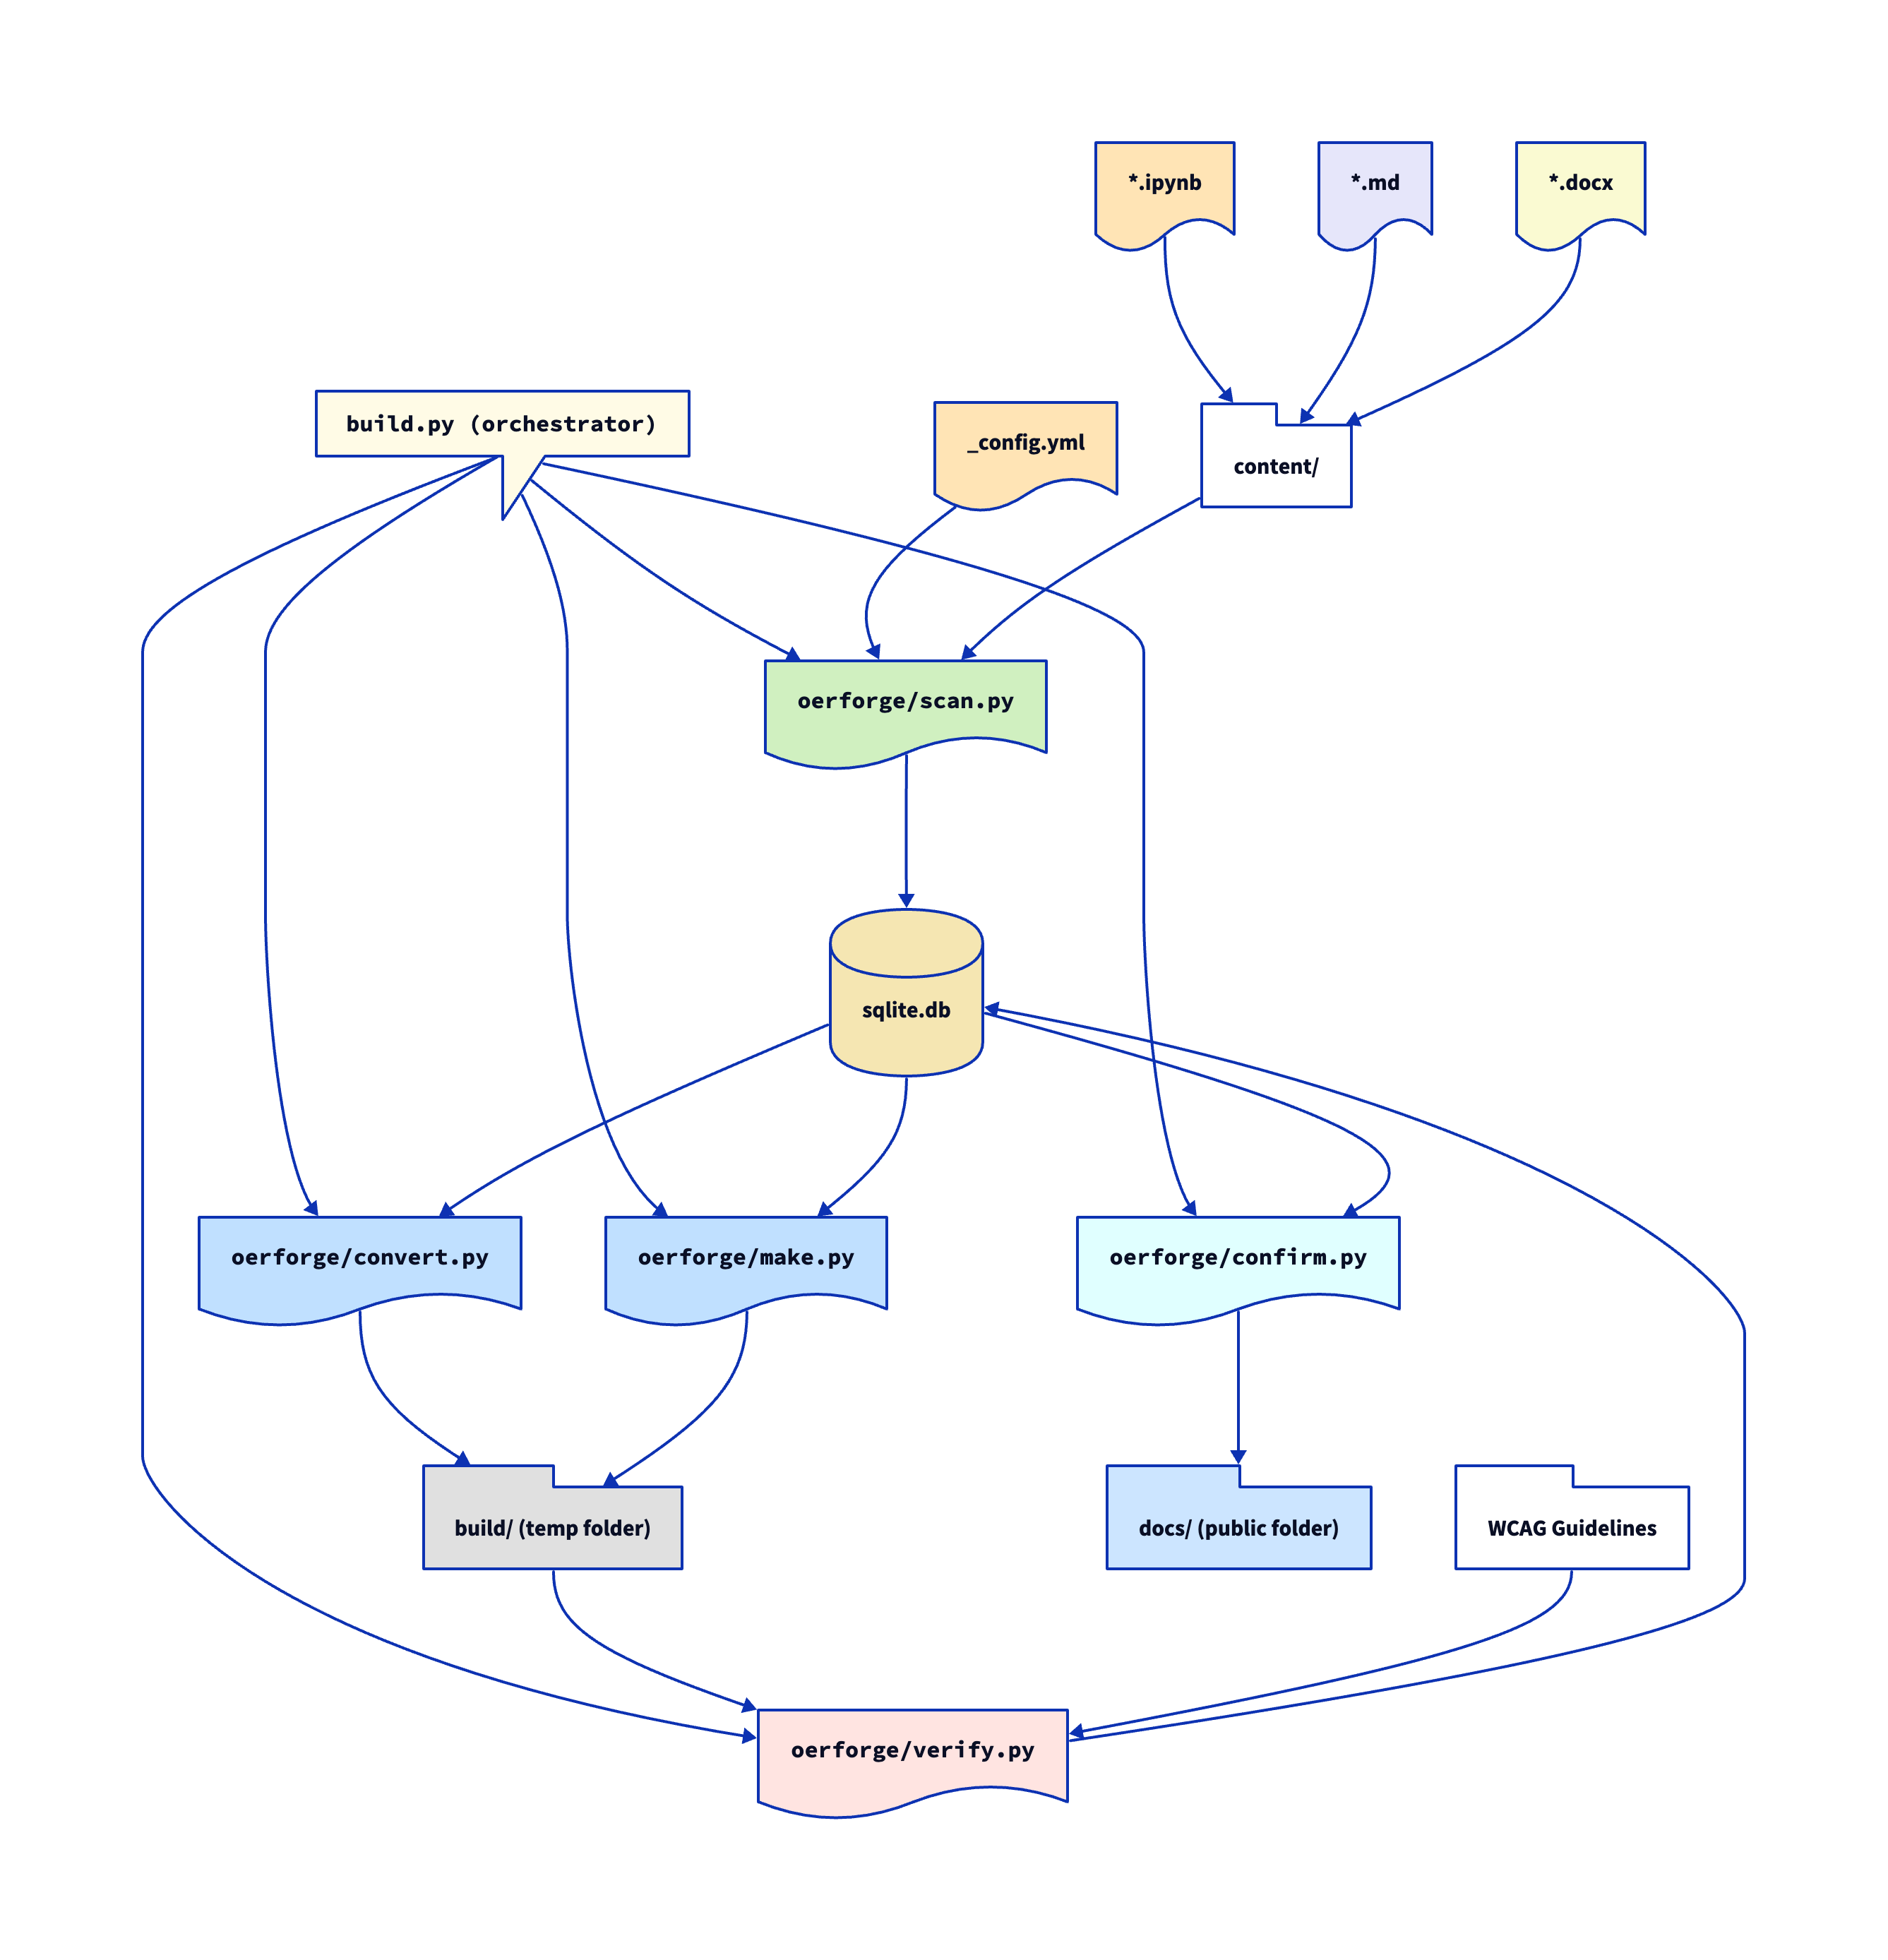 *.ipynb
*.md
*.docx
build.py (orchestrator)
_config.yml
content/
oerforge/scan.py
sqlite.db
oerforge/convert.py
oerforge/make.py
oerforge/confirm.py
build/ (temp folder)
docs/ (public folder)
WCAG Guidelines
oerforge/verify.py